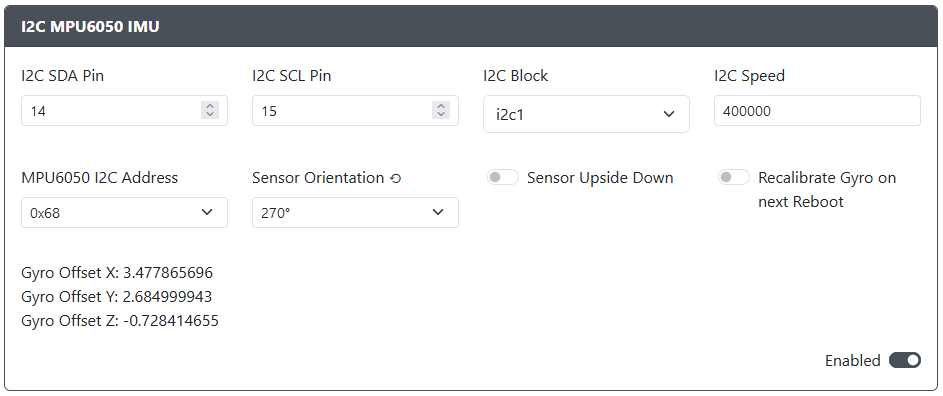 I2C MPU6050 IMU
I2C SDA Pin
I2C SCL Pin
I2C Block
I2C Speed
14
15
i2c1
400000
MPU6050 I2C Address
Sensor Orientation ⟲
Sensor Upside Down
Recalibrate Gyro on
next Reboot
0x68
270°
Gyro Offset X: 3.477865696
Gyro Offset Y: 2.684999943
Gyro Offset Z: -0.728414655
Enabled